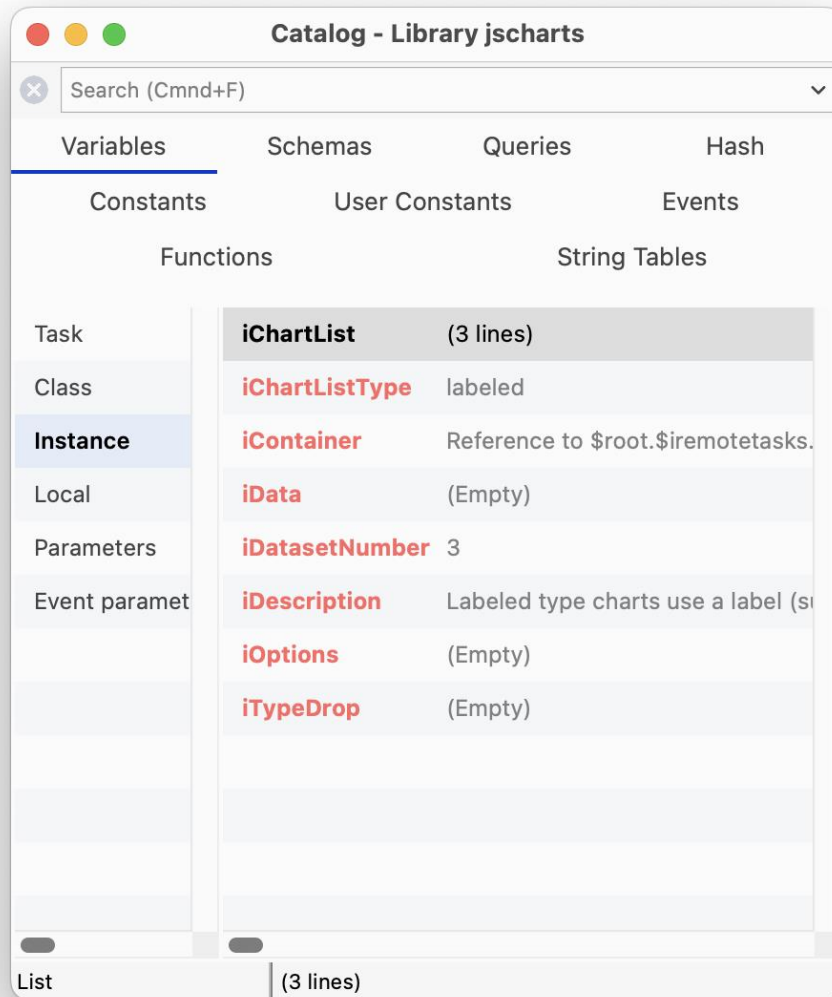 Catalog - Library jscharts
Search (Cmnd+F)
Variables Schemas Queries Hash
Constants User Constants Events
Functions String Tables
Task
Class
Instance
Local
Parameters
Event paramet
iChartList (3 lines)
iChartListType labeled
iContainer Reference to $root.$iremotetasks.
iData (Empty)
iDatasetNumber 3
iDescription Labeled type charts use a label (su
iOptions (Empty)
iTypeDrop (Empty)
List (3 lines)